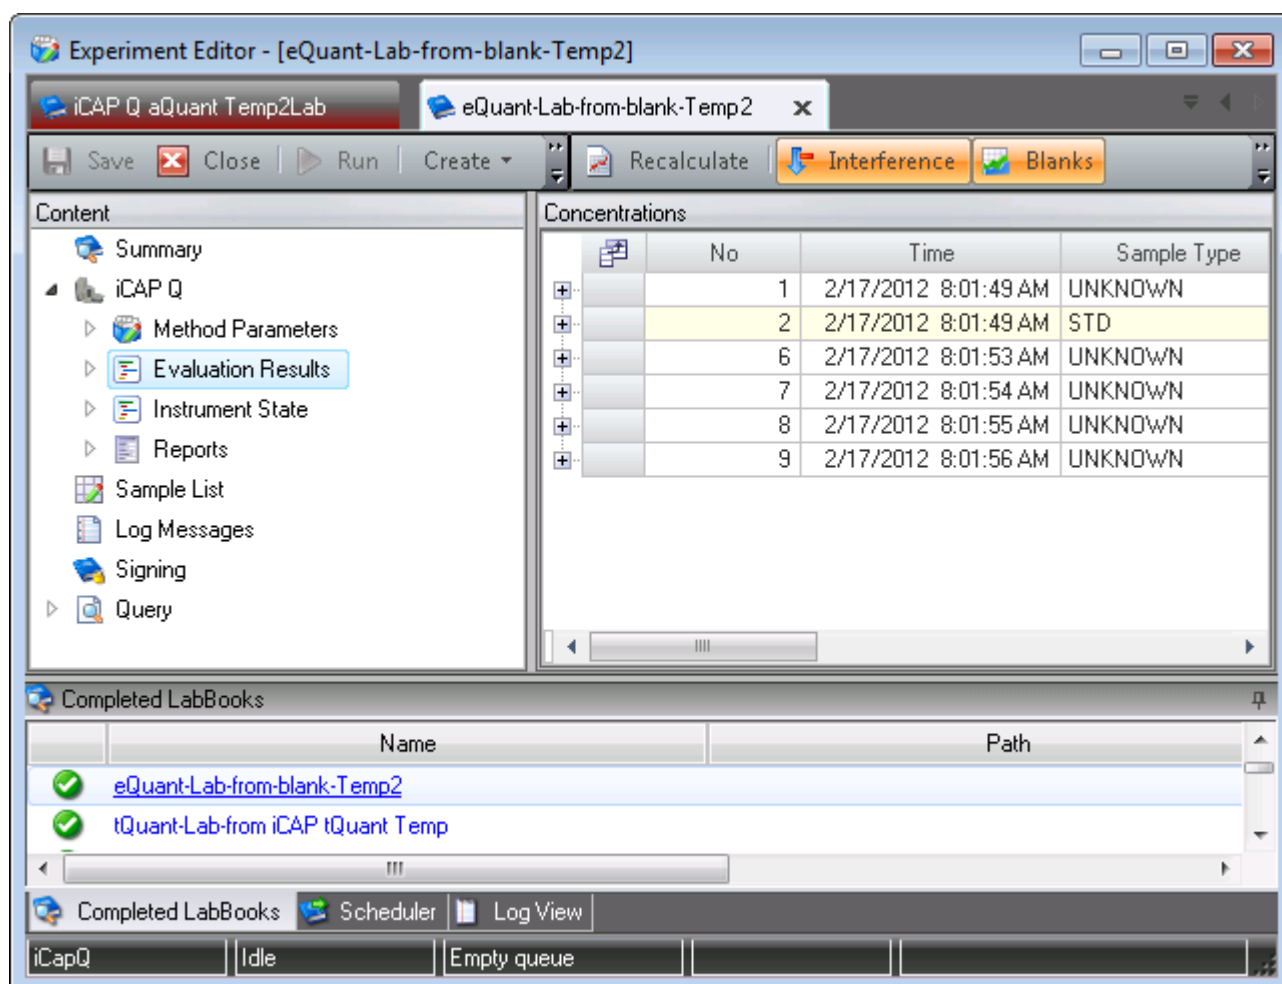 Experiment Editor - [eQuant-Lab-from-blank-Temp2]
iCAP Q aQuant Temp2Lab eQuant-Lab-from-blank-Temp2
Save Close Run Create Recalculate Interference Blanks
Content
Summary
iCAP Q
Method Parameters
Evaluation Results
Instrument State
Reports
Sample List
Log Messages
Signing
Query
Concentrations
No Time Sample Type
1 2/17/2012 8:01:49 AM UNKNOWN
2 2/17/2012 8:01:49 AM STD
6 2/17/2012 8:01:53 AM UNKNOWN
7 2/17/2012 8:01:54 AM UNKNOWN
8 2/17/2012 8:01:55 AM UNKNOWN
9 2/17/2012 8:01:56 AM UNKNOWN
Completed LabBooks
Name Path
eQuant-Lab-from-blank-Temp2
tQuant-Lab-from iCAP tQuant Temp
Completed LabBooks Scheduler Log View
iCapQ Idle Empty queue